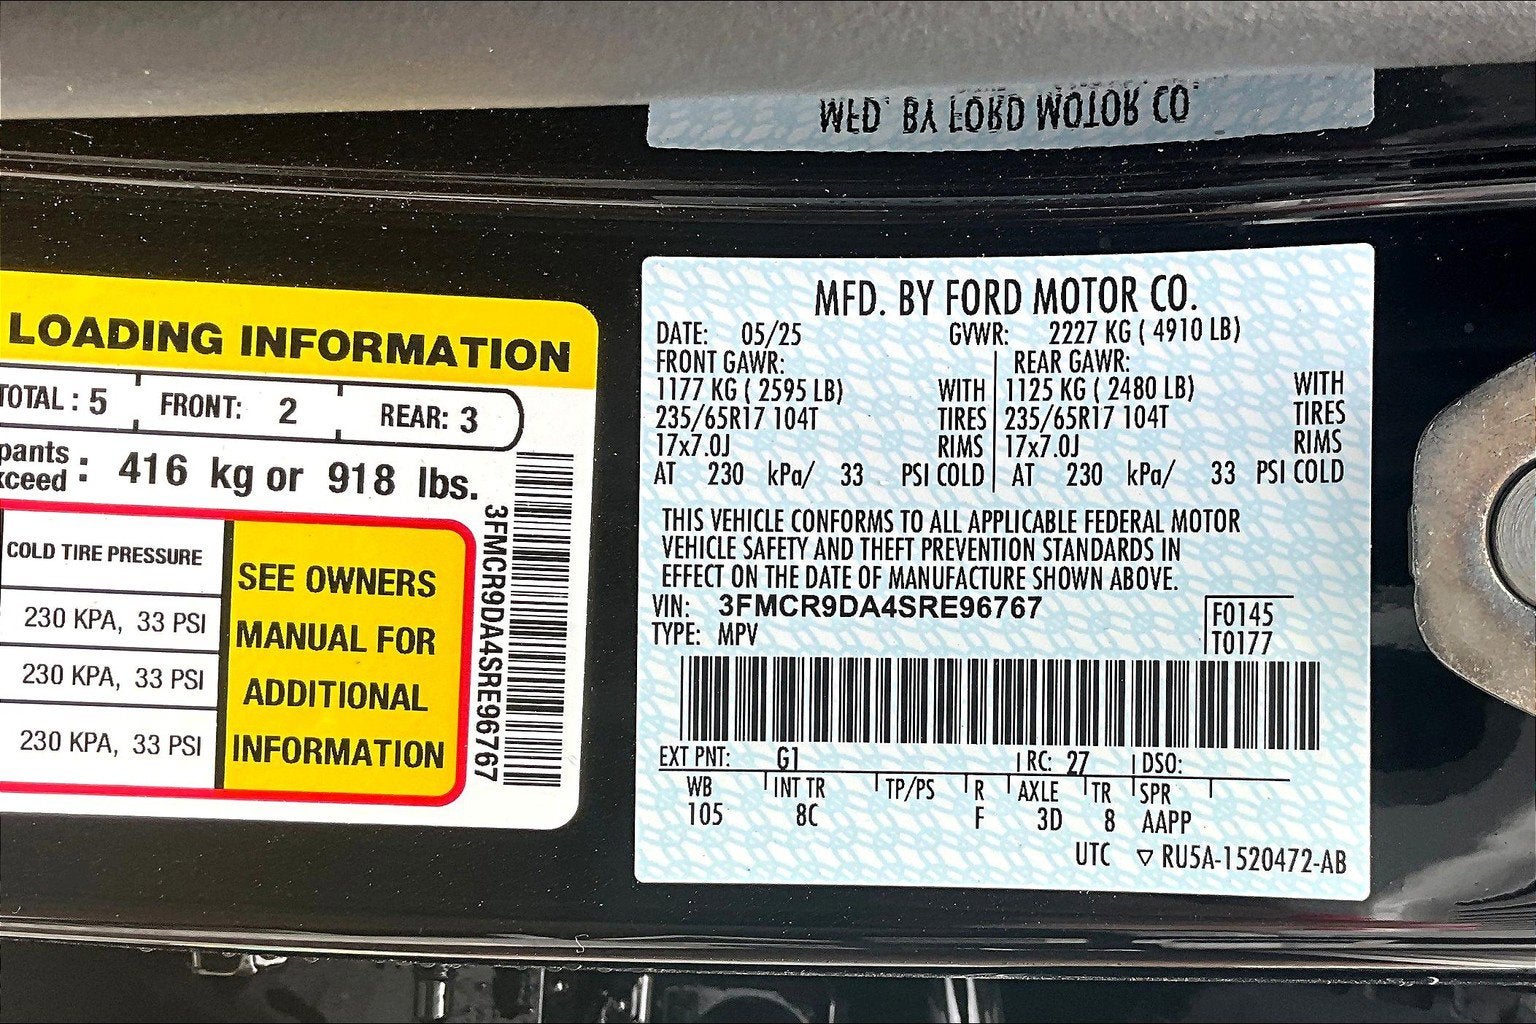 MFD. BY FORD MOTOR CO.
LOADING INFORMATION
TOTAL : 5 FRONT: 2 REAR: 3
: 416 kg or 918 lbs.
COLD TIRE PRESSURE
230 KPA, 33 PSI
230 KPA, 33 PSI
230 KPA, 33 PSI
SEE OWNERS
MANUAL FOR
ADDITIONAL
INFORMATION
3FMCR9DA4SRE96767
MFD. BY FORD MOTOR CO.
DATE: 05/25 GVWR: 2227 KG ( 4910 LB)
FRONT GAWR: REAR GAWR:
1177 KG ( 2595 LB) WITH 1125 KG ( 2480 LB) WITH
235/65R17 104T TIRES 235/65R17 104T TIRES
17x7.0J RIMS 17x7.0J RIMS
AT 230 kPa/ 33 PSI COLD AT 230 kPa/ 33 PSI COLD
THIS VEHICLE CONFORMS TO ALL APPLICABLE FEDERAL MOTOR
VEHICLE SAFETY AND THEFT PREVENTION STANDARDS IN
EFFECT ON THE DATE OF MANUFACTURE SHOWN ABOVE.
VIN: 3FMCR9DA4SRE96767 F0145
TYPE: MPV T0177
EXT PNT: G1 RC: 27 DSO:
WB INT TR TP/PS R AXLE TR SPR
105 8C F 3D 8 AAPP
UTC ▽ RU5A-1520472-AB